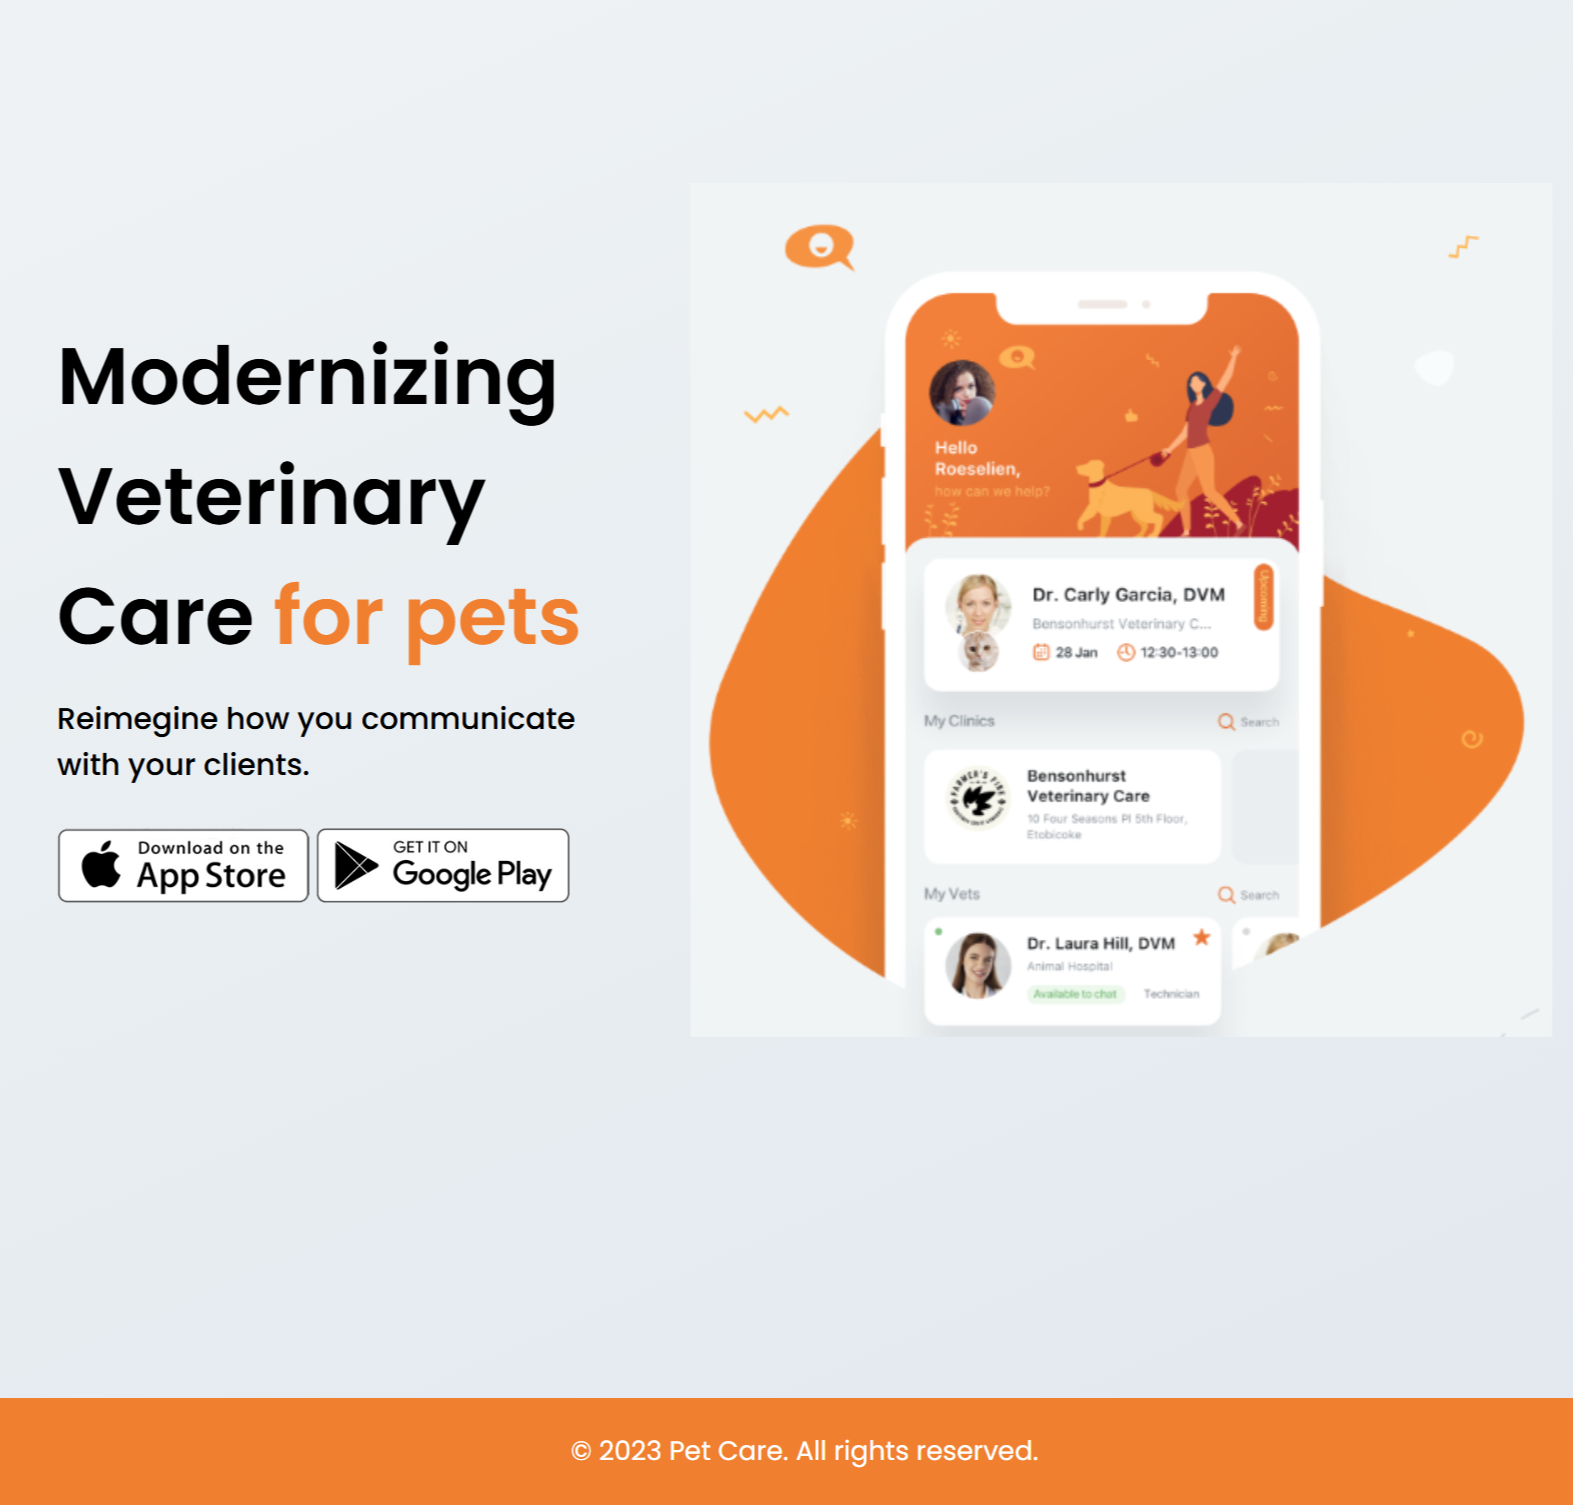 Modernizing
Veterinary
Care for pets
Reimegine how you communicate
with your clients.
Download on the
App Store
GET IT ON
Google Play
Hello
Roeselien,
how can we help?
Dr. Carly Garcia, DVM
Upcoming
Bensonhurst Veterinary C...
28 Jan 12:30-13:00
My Clinics Search
Bensonhurst
Veterinary Care
10 Four Seasons Pl 5th Floor,
Etobicoke
My Vets Search
Dr. Laura Hill, DVM
Animal Hospital
Available to chat Technician
© 2023 Pet Care. All rights reserved.